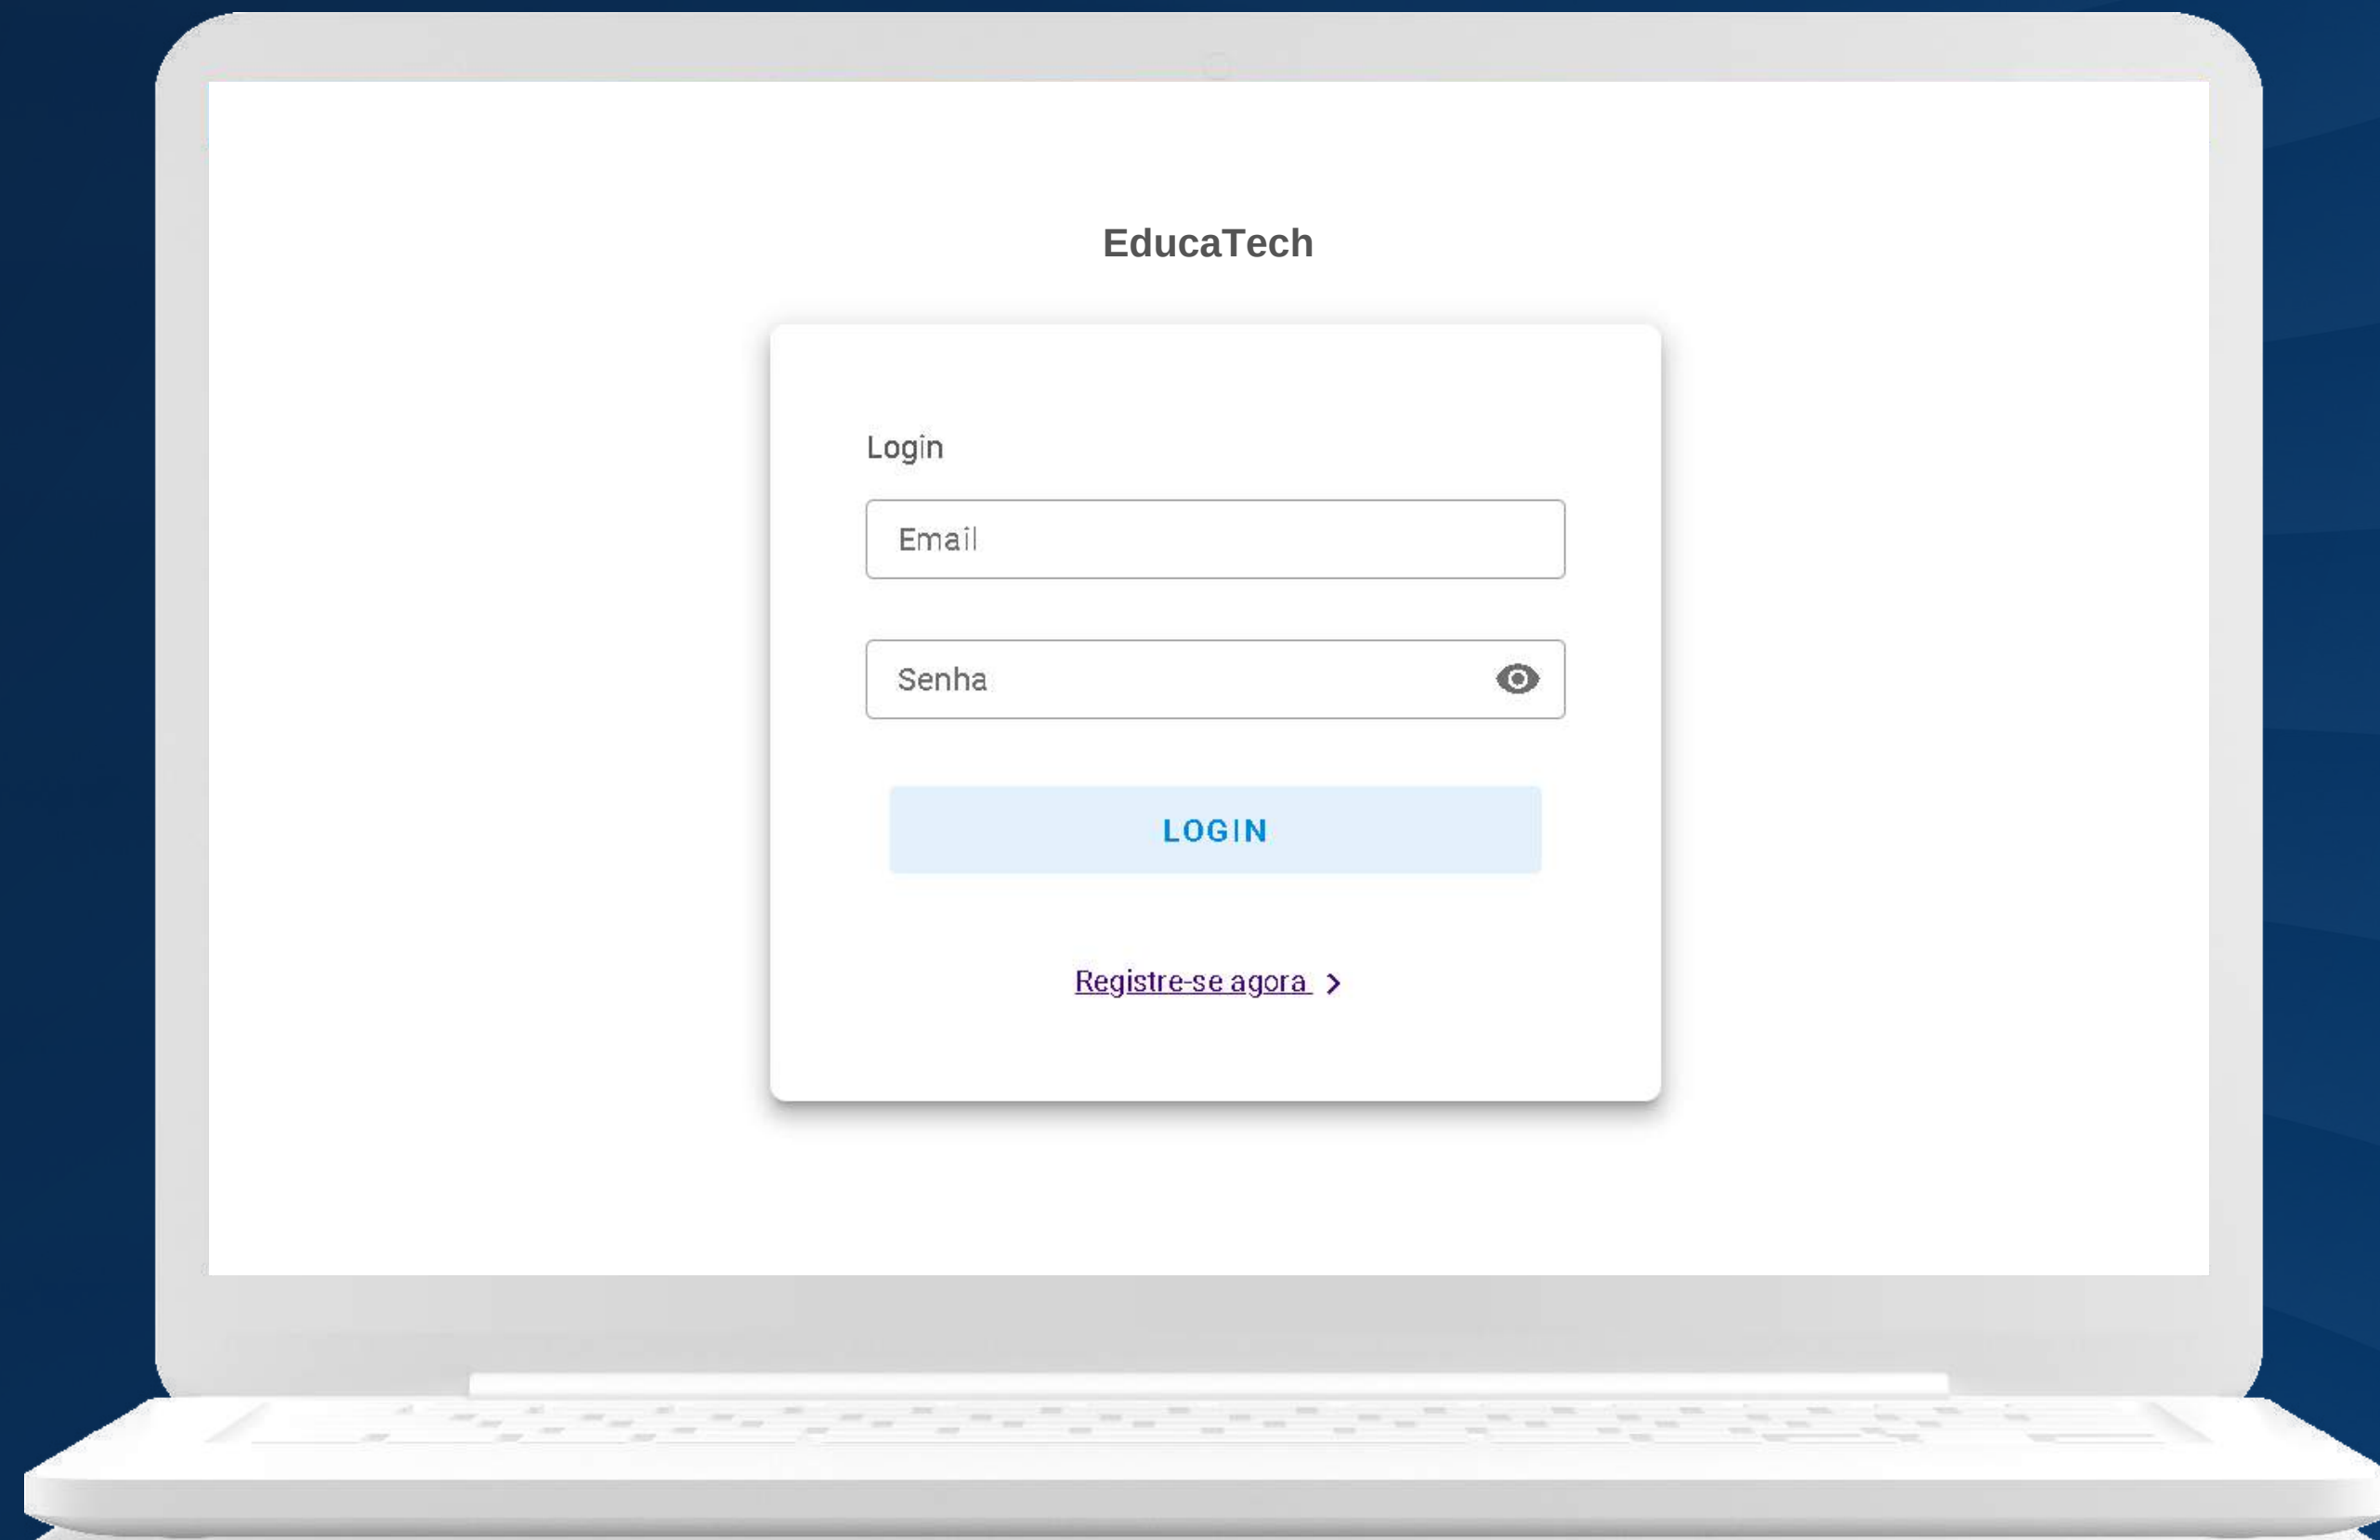 EducaTech
Login
Email
Senha
LOGIN
Registre-se agora >